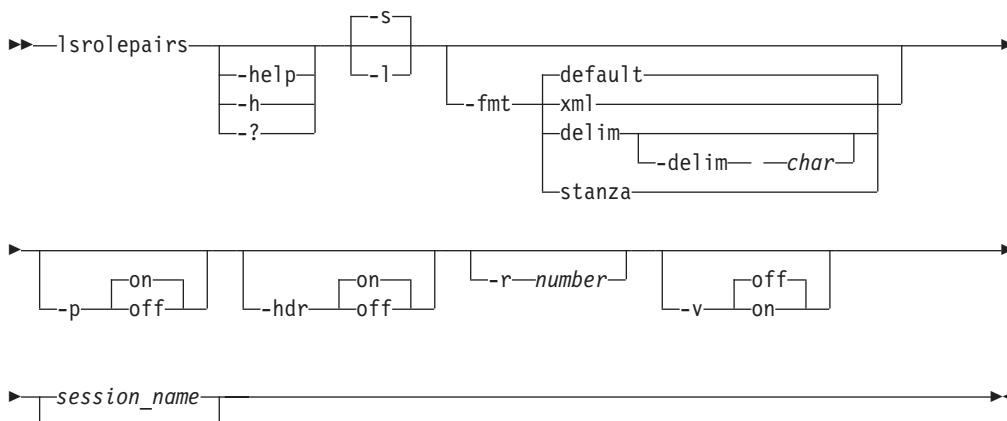 lsrolepairs -help -h -? -s -l -fmt default xml delim -delim char stanza
-p on off -hdr on off -r number -v off on
session_name